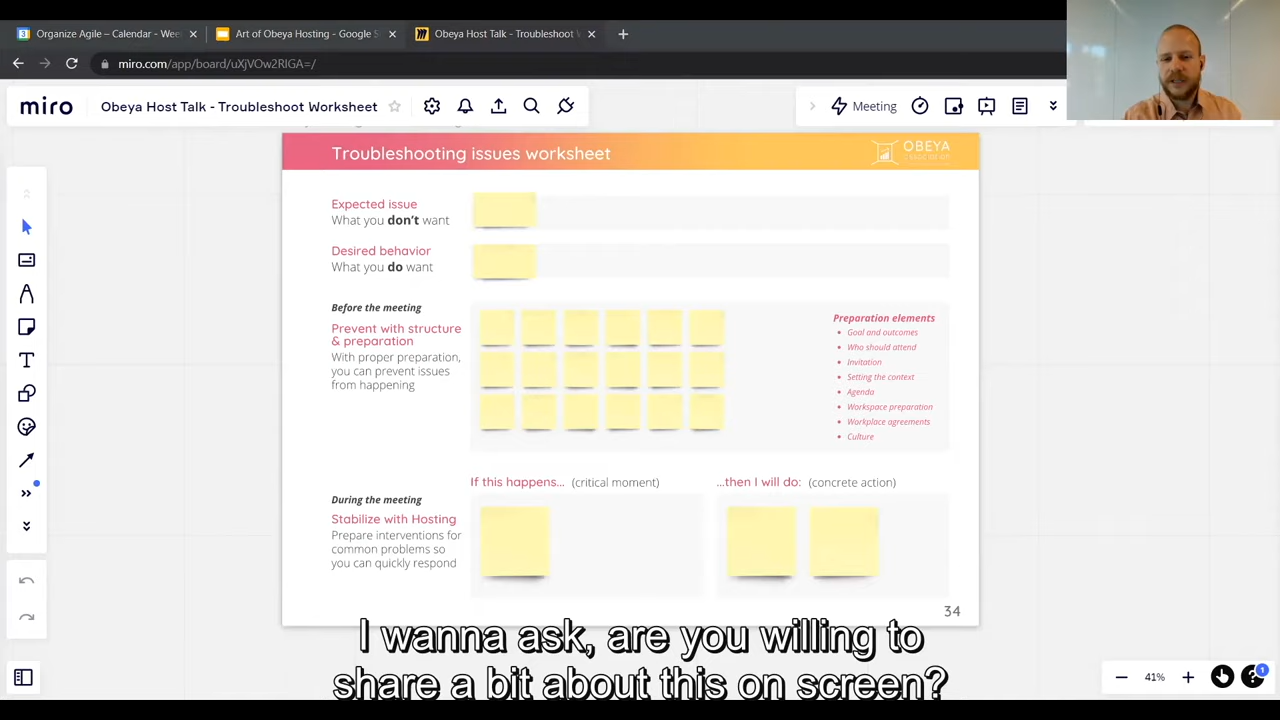 Organize Agile – Calendar - Wee
Art of Obeya Hosting - Google S
Obeya Host Talk - Troubleshoot
miro.com/app/board/uXjVOw2RlGA=/
miro
Obeya Host Talk - Troubleshoot Worksheet
Meeting
Troubleshooting issues worksheet
OBEYA
Expected issue
What you don't want
Desired behavior
What you do want
Before the meeting
Prevent with structure
& preparation
With proper preparation,
you can prevent issues
from happening
Preparation elements
• Goal and outcomes
• Who should attend
• Invitation
• Setting the context
• Agenda
• Workspace preparation
• Workplace agreements
• Culture
If this happens... (critical moment)
...then I will do: (concrete action)
During the meeting
Stabilize with Hosting
Prepare interventions for
common problems so
you can quickly respond
34
I wanna ask, are you willing to
share a bit about this on screen?
41%
1